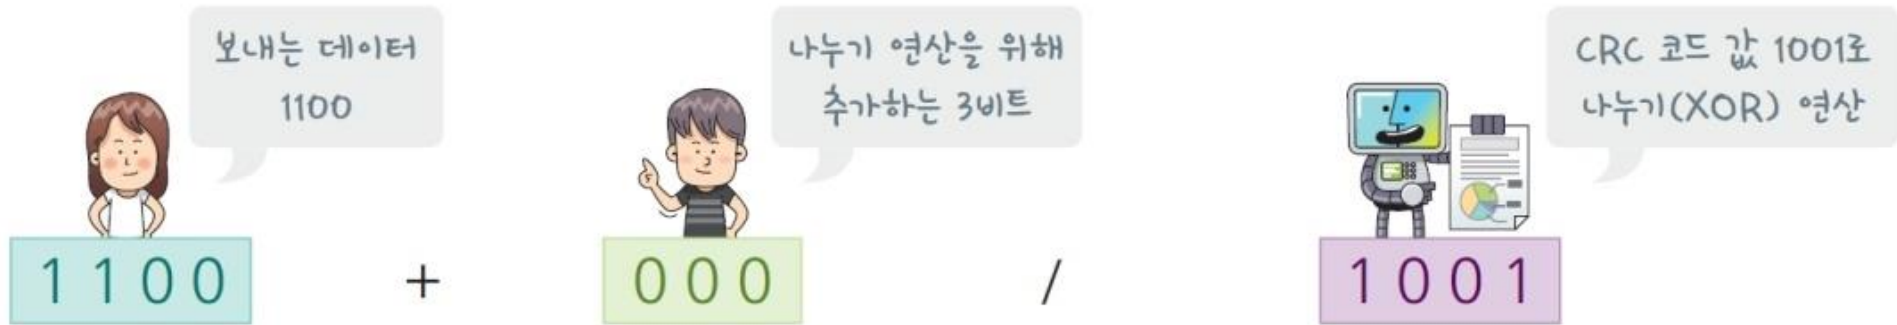 보내는 데이터
1100
나누기 연산을 위해
추가하는 3비트
CRC 코드 값 1001로
나누기(XOR) 연산
1 1 0 0 + 0 0 0 / 1 0 0 1